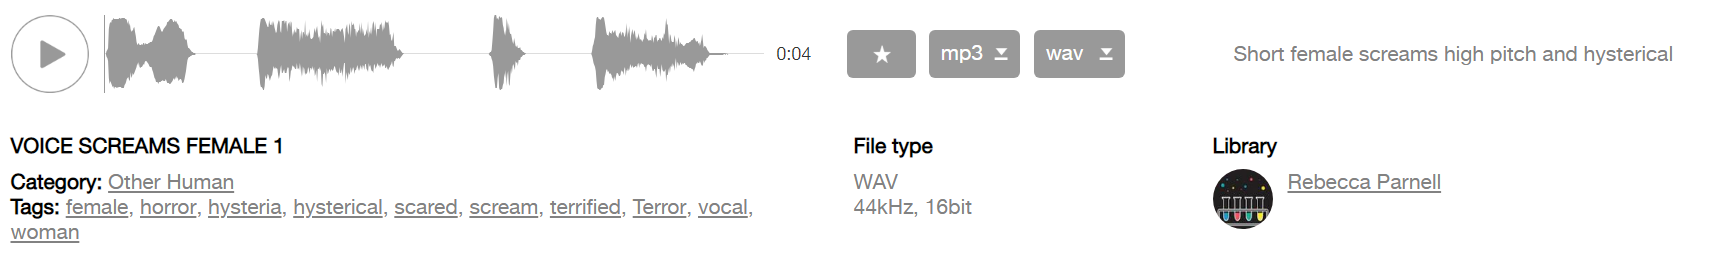 0:04
mp3
wav
Short female screams high pitch and hysterical
VOICE SCREAMS FEMALE 1
Category: Other Human
Tags: female, horror, hysteria, hysterical, scared, scream, terrified, Terror, vocal,
woman
File type
WAV
44kHz, 16bit
Library
Rebecca Parnell